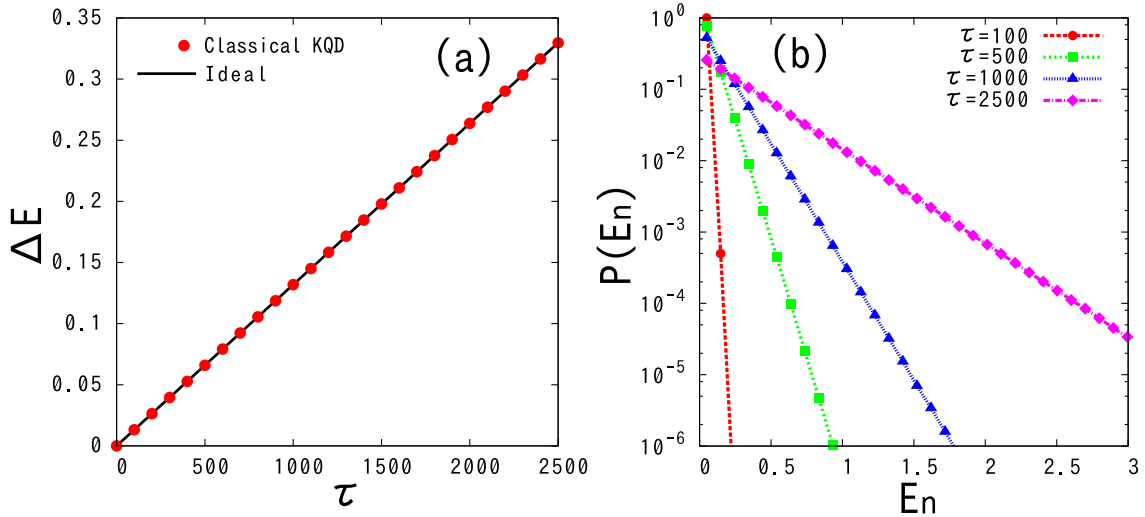 (a)
Classical KQD
Ideal
ΔE
0.35
0.3
0.25
0.2
0.15
0.1
0.05
0
0 500 1000 1500 2000 2500
τ
(b)
τ=100
τ=500
τ=1000
τ=2500
P(En)
10^0
10^-1
10^-2
10^-3
10^-4
10^-5
10^-6
0 0.5 1 1.5 2 2.5 3
En